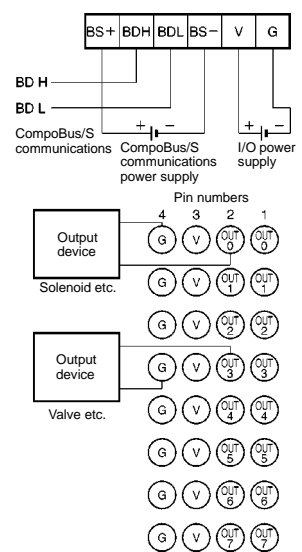 BS+ BDH BDL BS− V G
BD H
BD L
+ − + −
CompoBus/S
communications
CompoBus/S
communications
power supply
I/O power
supply
Pin numbers
4 3 2 1
Output
device
G V OUT 0 OUT 0
Solenoid etc.
G V OUT 1 OUT 1
G V OUT 2 OUT 2
Output
device
G V OUT 3 OUT 3
Valve etc.
G V OUT 4 OUT 4
G V OUT 5 OUT 5
G V OUT 6 OUT 6
G V OUT 7 OUT 7